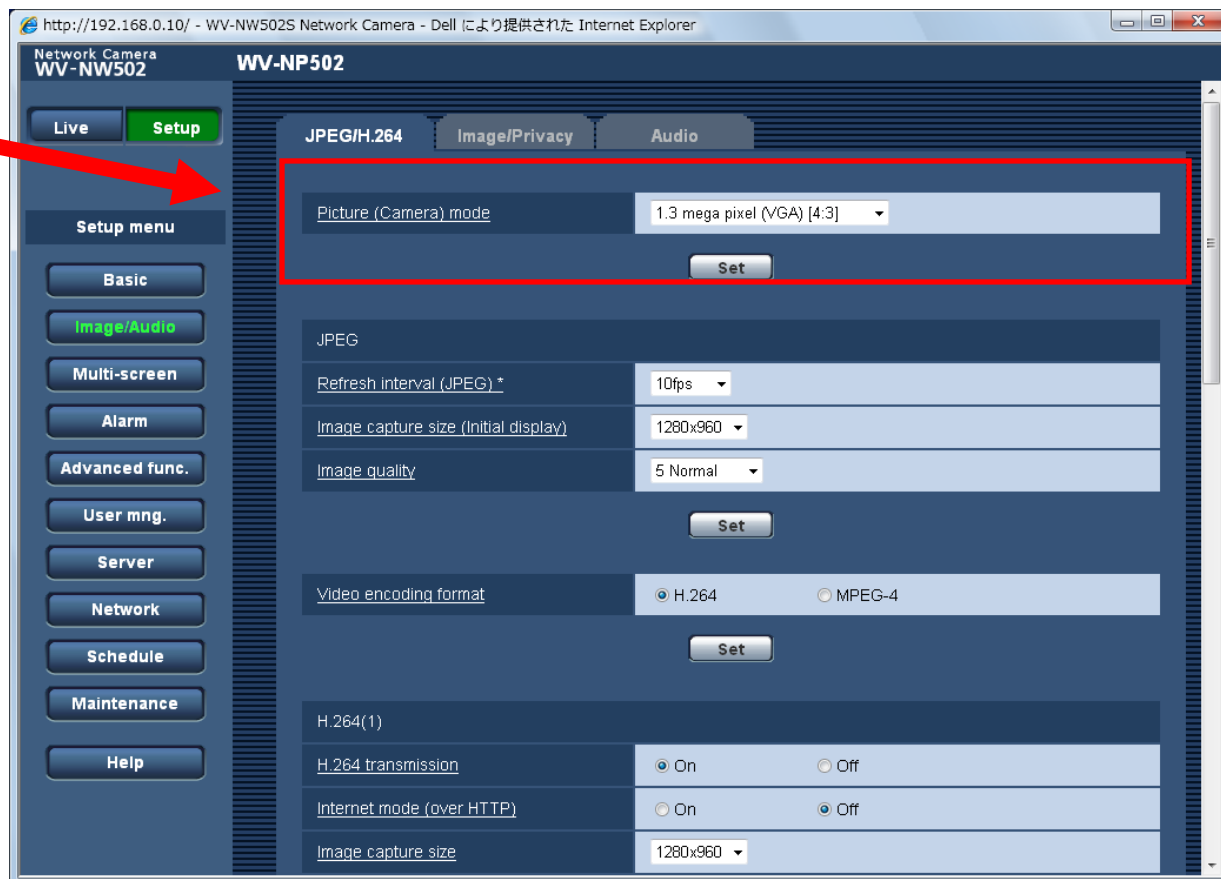 http://192.168.0.10/ - WV-NW502S Network Camera - Dell により提供された Internet Explorer
Network Camera
WV-NW502
WV-NP502
Live
Setup
JPEG/H.264
Image/Privacy
Audio
Picture (Camera) mode
1.3 mega pixel (VGA) [4:3]
Set
Setup menu
Basic
Image/Audio
Multi-screen
Alarm
Advanced func.
User mng.
Server
Network
Schedule
Maintenance
Help
JPEG
Refresh interval (JPEG) *
10fps
Image capture size (Initial display)
1280x960
Image quality
5 Normal
Set
Video encoding format
H.264
MPEG-4
Set
H.264(1)
H.264 transmission
On
Off
Internet mode (over HTTP)
On
Off
Image capture size
1280x960